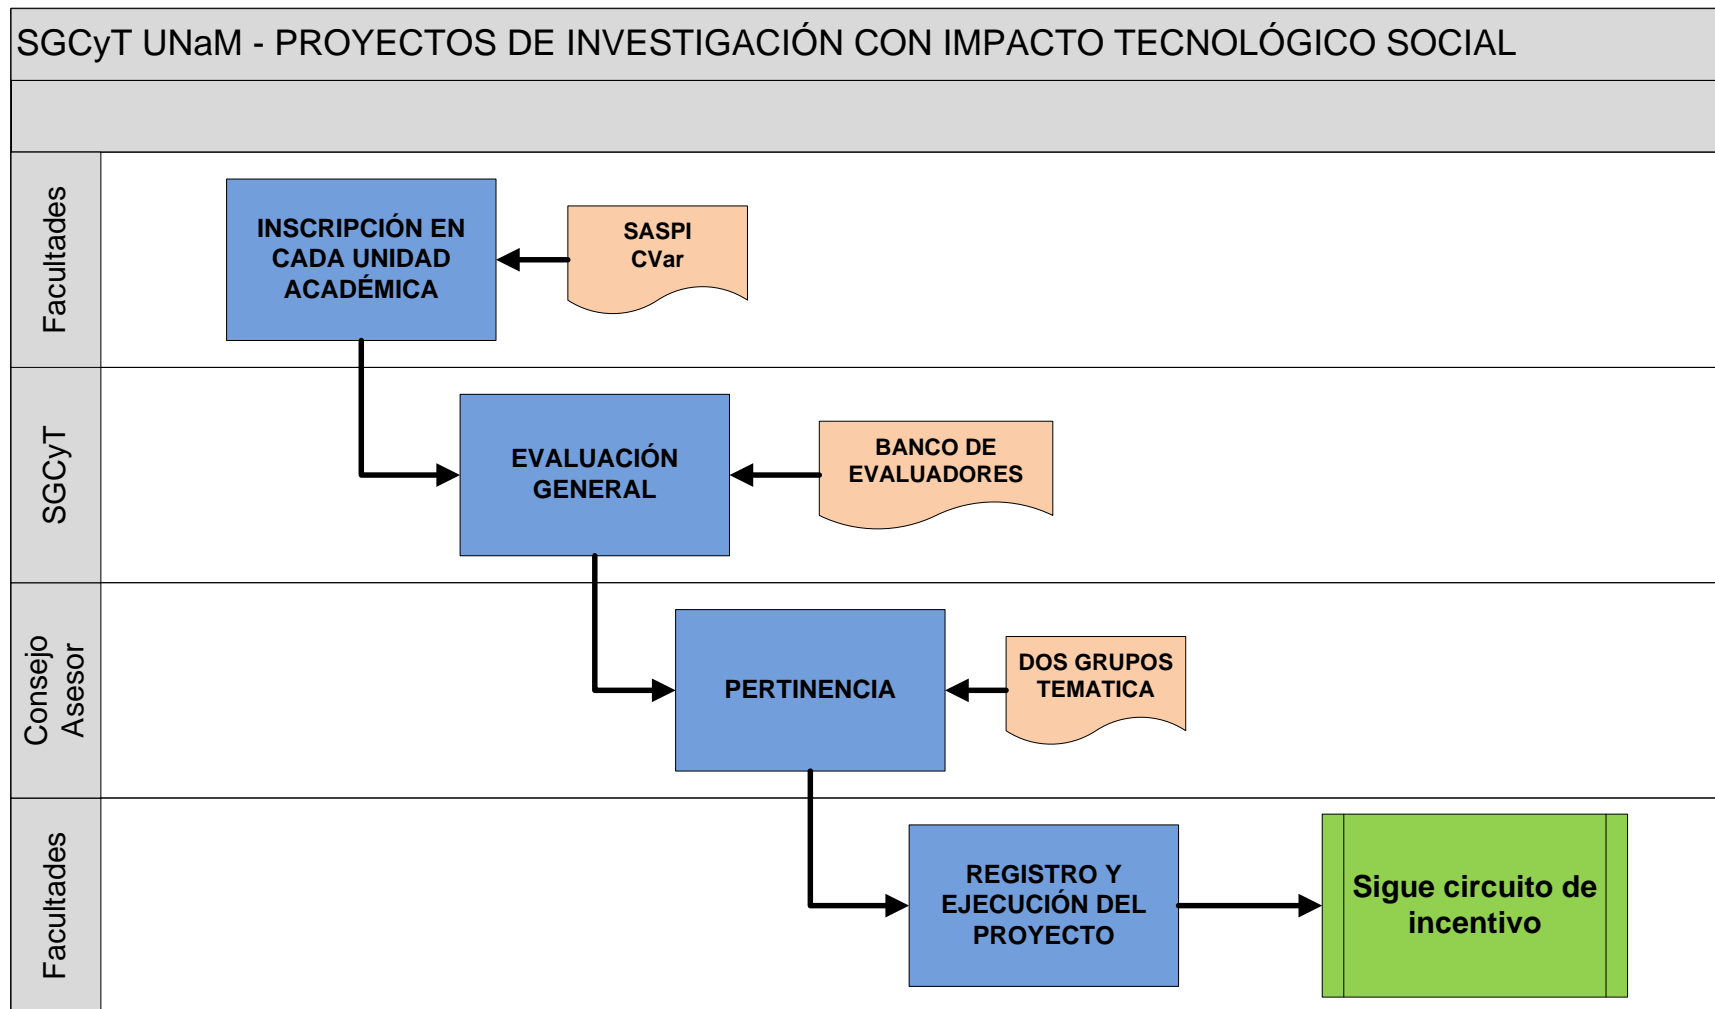 SGCyT UNaM - PROYECTOS DE INVESTIGACIÓN CON IMPACTO TECNOLÓGICO SOCIAL
Facultades
INSCRIPCIÓN EN
CADA UNIDAD
ACADÉMICA
SASPI
CVar
SGCyT
EVALUACIÓN
GENERAL
BANCO DE
EVALUADORES
Consejo
Asesor
PERTINENCIA
DOS GRUPOS
TEMATICA
Facultades
REGISTRO Y
EJECUCIÓN DEL
PROYECTO
Sigue circuito de
incentivo